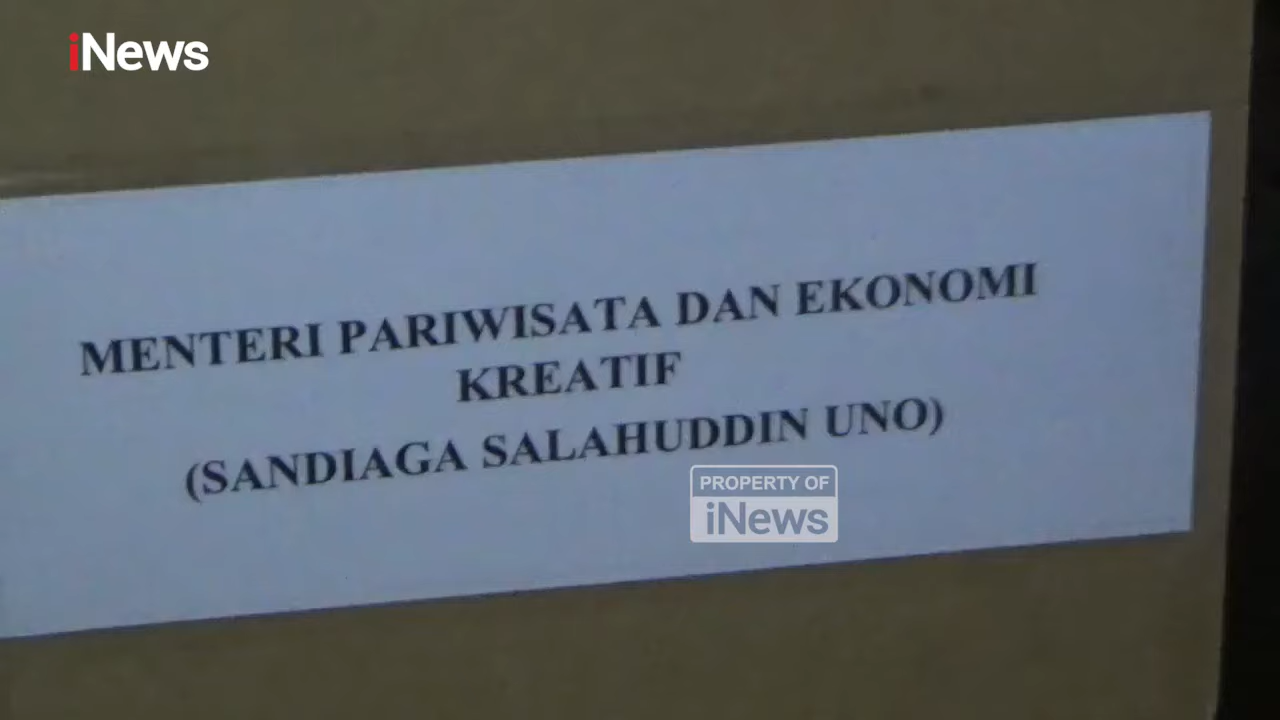 iNews
MENTERI PARIWISATA DAN EKONOMI
KREATIF
(SANDIAGA SALAHUDDIN UNO)
PROPERTY OF
iNews